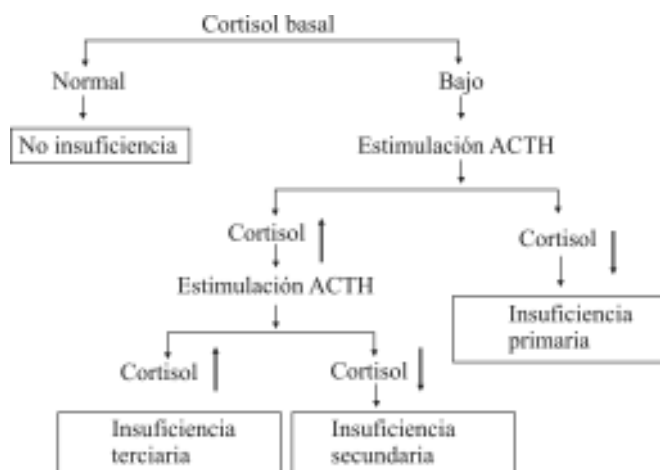 Cortisol basal
Normal
Bajo
No insuficiencia
Estimulación ACTH
Cortisol
Cortisol
Estimulación ACTH
Insuficiencia
primaria
Cortisol
Cortisol
Insuficiencia
terciaria
Insuficiencia
secundaria